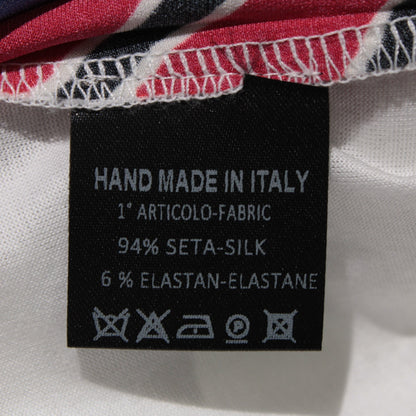 HAND MADE IN ITALY
1° ARTICOLO-FABRIC
94% SETA-SILK
6 % ELASTAN-ELASTANE
P